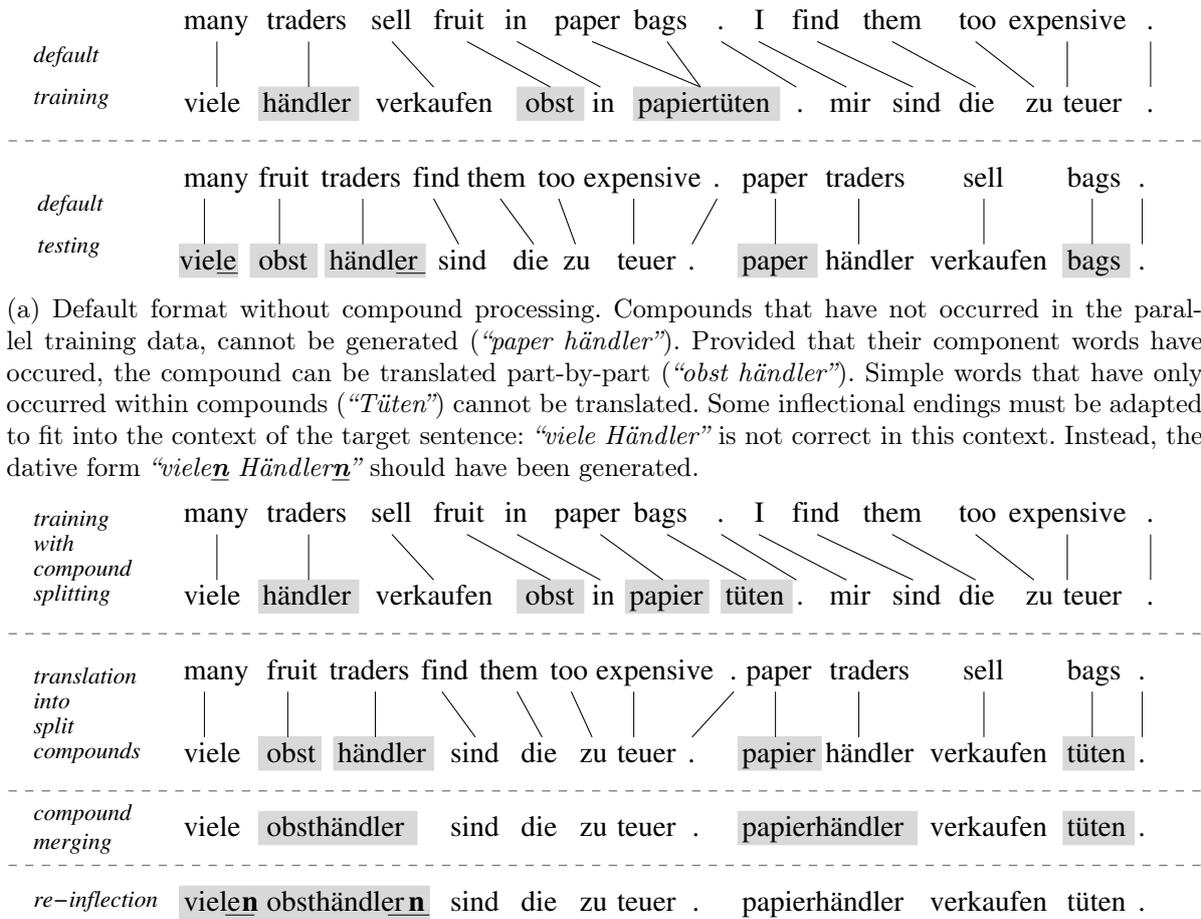 many traders sell fruit in paper bags . I find them too expensive .
default
training
viele händler verkaufen obst in papiertüten . mir sind die zu teuer .
many fruit traders find them too expensive . paper traders sell bags .
default
testing
viele obst händler sind die zu teuer . paper händler verkaufen bags .
(a) Default format without compound processing. Compounds that have not occurred in the paral-
lel training data, cannot be generated (“paper händler”). Provided that their component words have
occured, the compound can be translated part-by-part (“obst händler”). Simple words that have only
occurred within compounds (“Tüten”) cannot be translated. Some inflectional endings must be adapted
to fit into the context of the target sentence: “viele Händler” is not correct in this context. Instead, the
dative form “vielen Händlern” should have been generated.
many traders sell fruit in paper bags . I find them too expensive .
training
with
compound
splitting
viele händler verkaufen obst in papier tüten . mir sind die zu teuer .
many fruit traders find them too expensive . paper traders sell bags .
translation
into
split
compounds
viele obst händler sind die zu teuer . papier händler verkaufen tüten .
compound
merging
viele obsthändler sind die zu teuer . papierhändler verkaufen tüten .
re−inflection vielen obsthändlern sind die zu teuer . papierhändler verkaufen tüten .